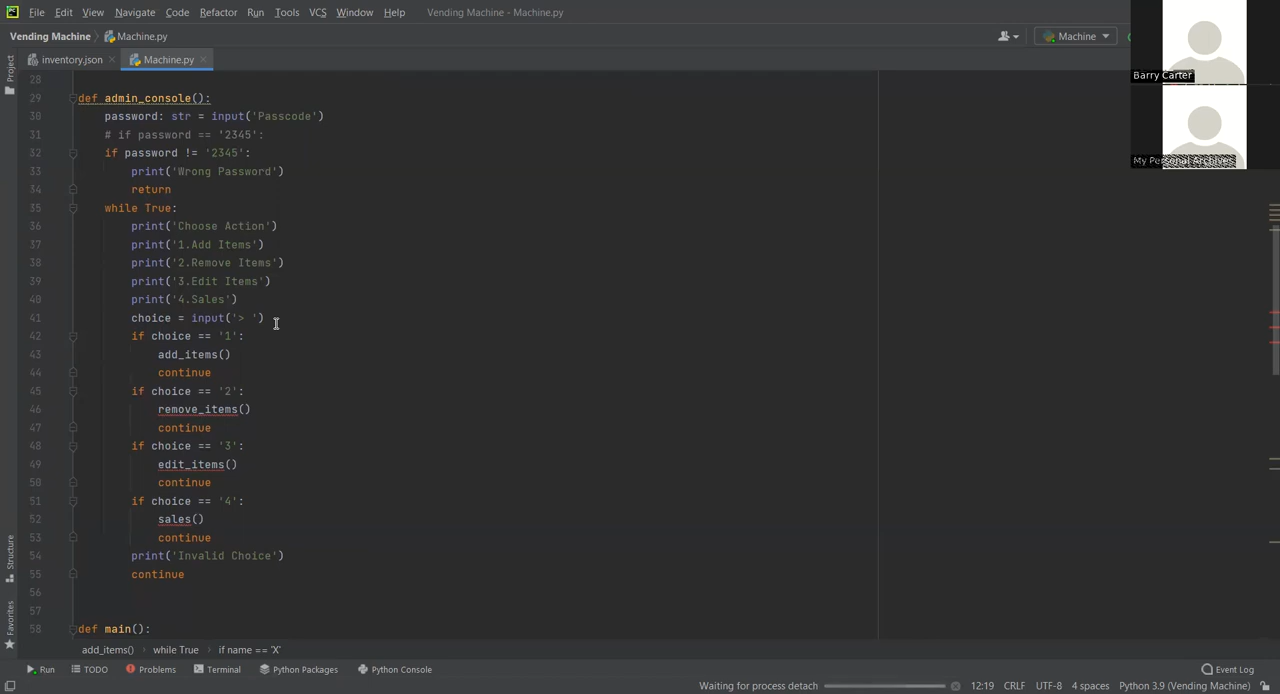 File Edit View Navigate Code Refactor Run Tools VCS Window Help Vending Machine - Machine.py
Vending Machine Machine.py Machine
inventory.json Machine.py
Barry Carter
My Personal Archives
Project
28
29 def admin_console():
30 password: str = input('Passcode')
31 # if password == '2345':
32 if password != '2345':
33 print('Wrong Password')
34 return
35 while True:
36 print('Choose Action')
37 print('1.Add Items')
38 print('2.Remove Items')
39 print('3.Edit Items')
40 print('4.Sales')
41 choice = input('> ')
42 if choice == '1':
43 add_items()
44 continue
45 if choice == '2':
46 remove_items()
47 continue
48 if choice == '3':
49 edit_items()
50 continue
51 if choice == '4':
52 sales()
53 continue
54 print('Invalid Choice')
55 continue
56
57
58 def main():
Structure
Favorites
add_items() while True if name == 'X'
Run TODO Problems Terminal Python Packages Python Console Event Log
Waiting for process detach 12:19 CRLF UTF-8 4 spaces Python 3.9 (Vending Machine)